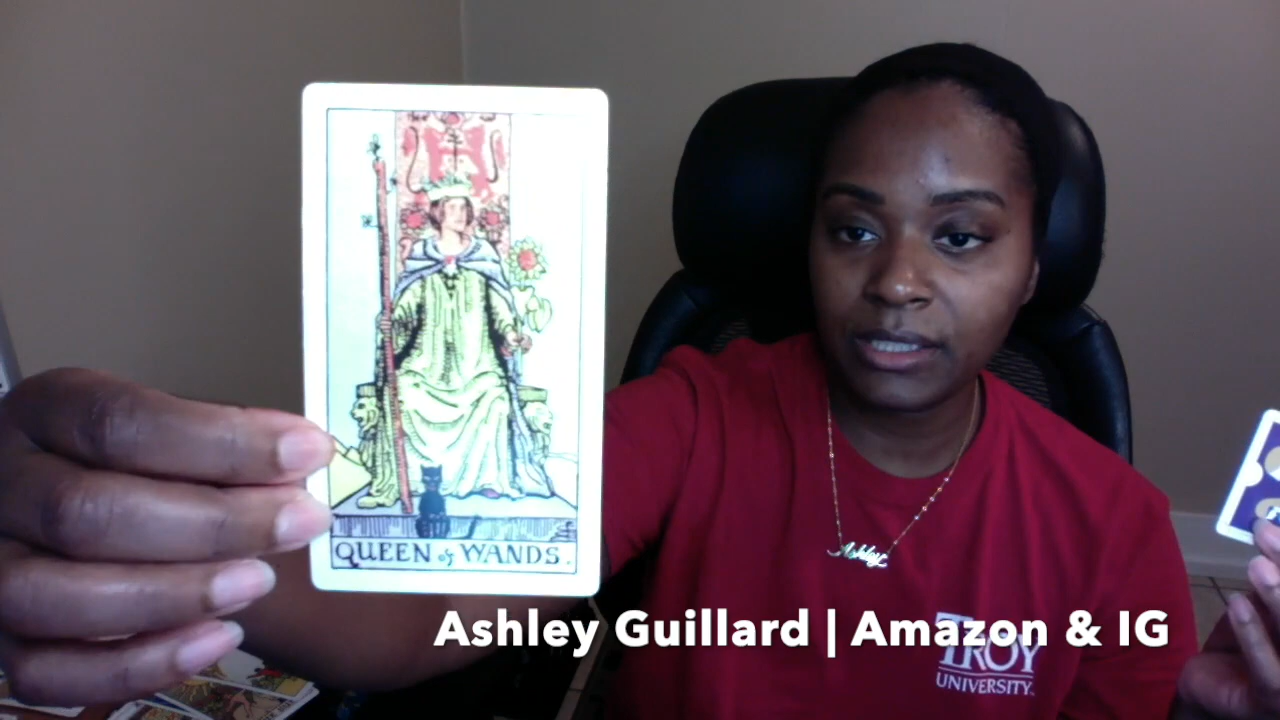 QUEEN of WANDS.
Ashley
Ashley Guillard | Amazon & IG
TROY
UNIVERSITY